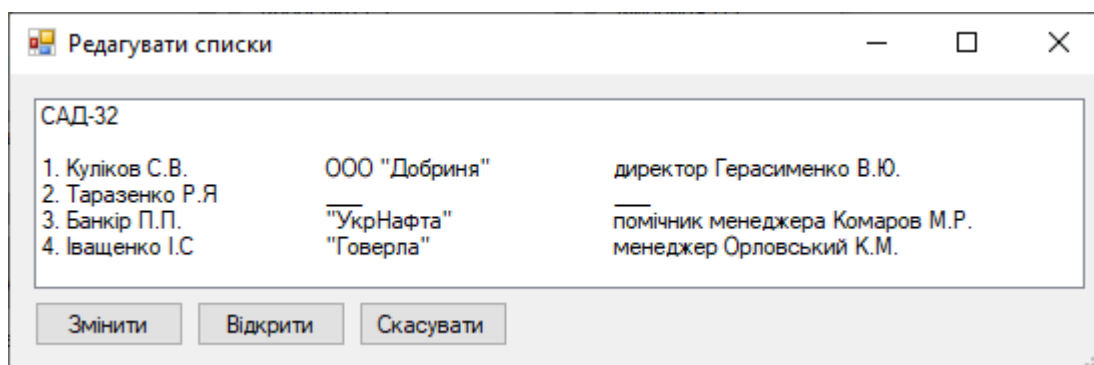 Редагувати списки
САД-32
1. Куліков С.В. ООО "Добриня" директор Герасименко В.Ю.
2. Таразенко Р.Я ___ ___
3. Банкір П.П. "УкрНафта" помічник менеджера Комаров М.Р.
4. Іващенко І.С "Говерла" менеджер Орловський К.М.
Змінити Відкрити Скасувати